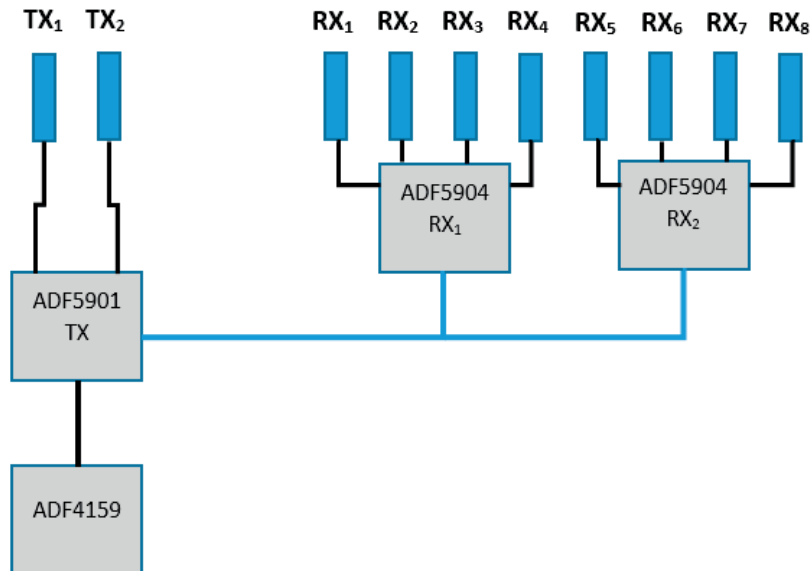 TX₁ TX₂ RX₁ RX₂ RX₃ RX₄ RX₅ RX₆ RX₇ RX₈
ADF5904
RX₁
ADF5904
RX₂
ADF5901
TX
ADF4159